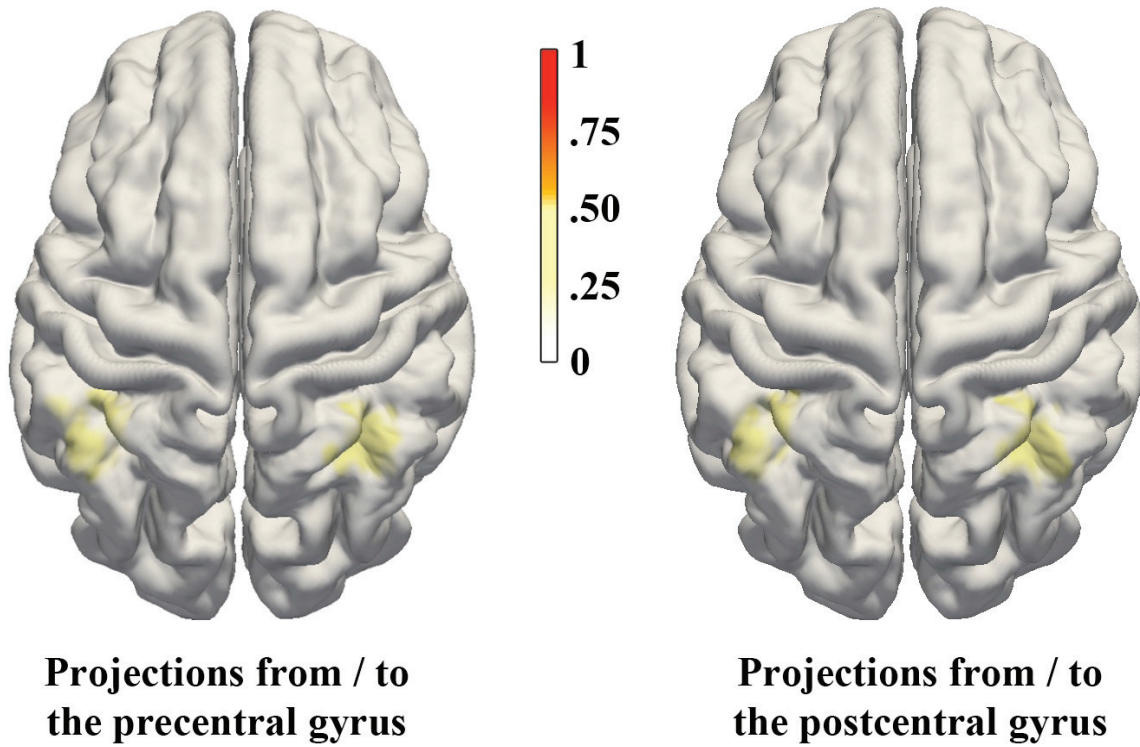 1
.75
.50
.25
0
Projections from / to
the precentral gyrus
Projections from / to
the postcentral gyrus